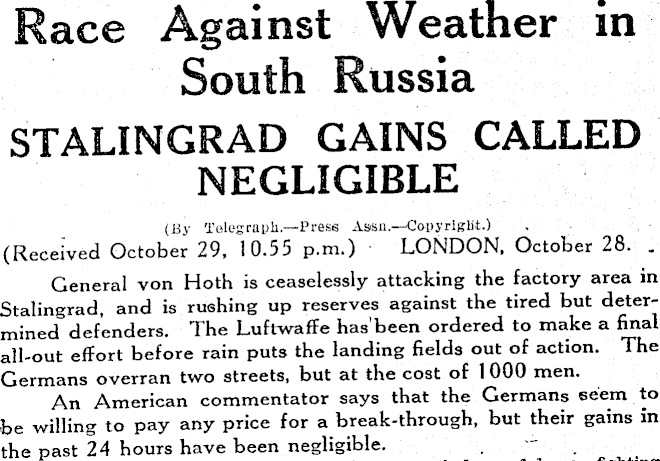 Race Against Weather in
South Russia
STALINGRAD GAINS CALLED
NEGLIGIBLE
(By Telegraph.—Press Assn.—Copyright.)
(Received October 29, 10.55 p.m.) LONDON, October 28.
General von Hoth is ceaselessly attacking the factory area in
Stalingrad, and is rushing up reserves against the tired but deter-
mined defenders. The Luftwaffe has been ordered to make a final
all-out effort before rain puts the landing fields out of action. The
Germans overran two streets, but at the cost of 1000 men.
An American commentator says that the Germans seem to
be willing to pay any price for a break-through, but their gains in
the past 24 hours have been negligible.